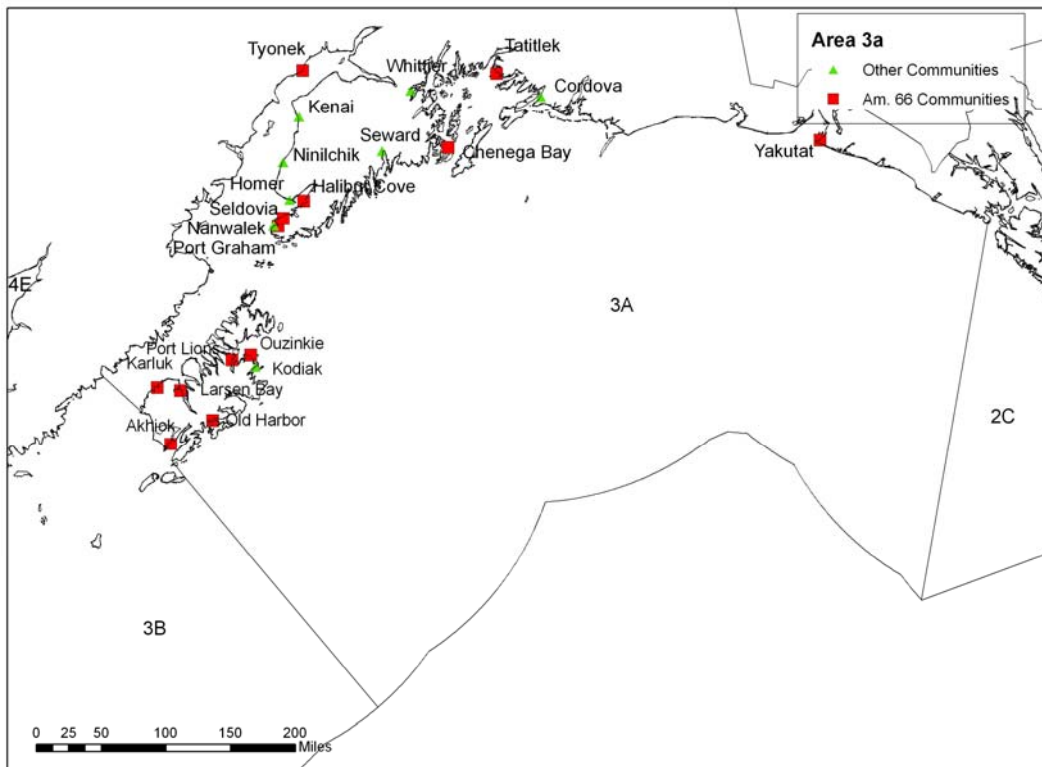 Area 3a
Other Communities
Am. 66 Communities
Tyonek
Whittier
Tatitlek
Cordova
Kenai
Seward
Chenega Bay
Yakutat
Ninilchik
Homer
Halibut Cove
Seldovia
Nanwalek
Port Graham
4E
3A
Port Lions
Ouzinkie
Karluk
Kodiak
Larsen Bay
Akhiok
Old Harbor
2C
3B
0 25 50 100 150 200
Miles